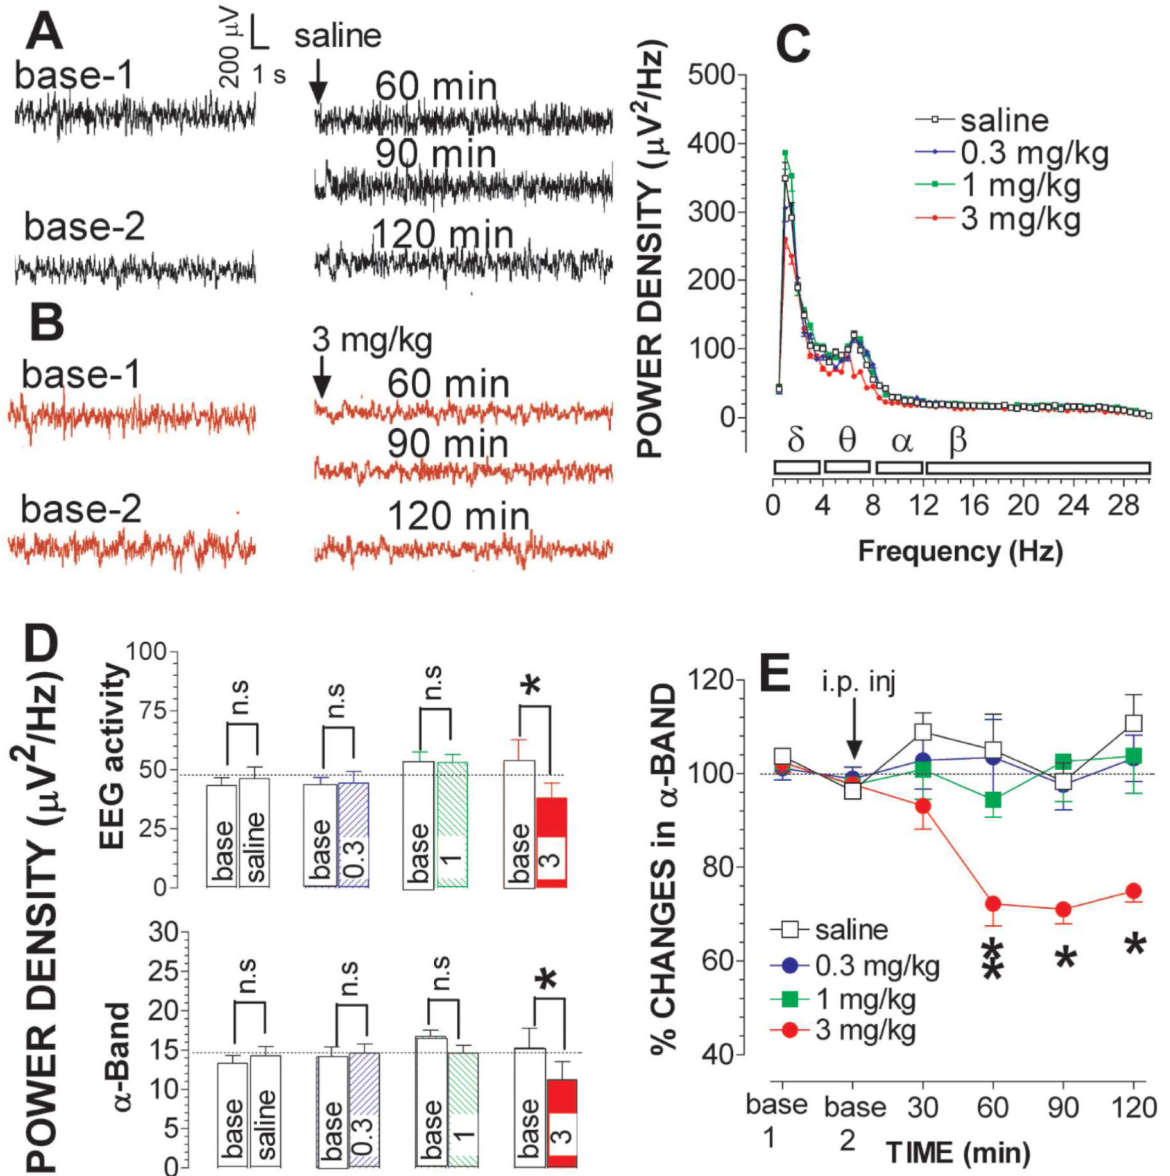 A
200 μV
1 s
saline
base-1
60 min
90 min
base-2
120 min
B
3 mg/kg
base-1
60 min
90 min
base-2
120 min
C
POWER DENSITY (μV²/Hz)
500
400
300
200
100
0
saline
0.3 mg/kg
1 mg/kg
3 mg/kg
δ θ α β
0 4 8 12 16 20 24 28
Frequency (Hz)
D
POWER DENSITY (μV²/Hz)
EEG activity
100
75
50
25
0
n.s n.s n.s *
base saline base 0.3 base 1 base 3
α-Band
30
25
20
15
10
5
0
n.s n.s n.s *
base saline base 0.3 base 1 base 3
E
% CHANGES in α-BAND
i.p. inj
120
100
80
60
40
saline
0.3 mg/kg
1 mg/kg
3 mg/kg
** * *
base 1 base 2 30 60 90 120
TIME (min)